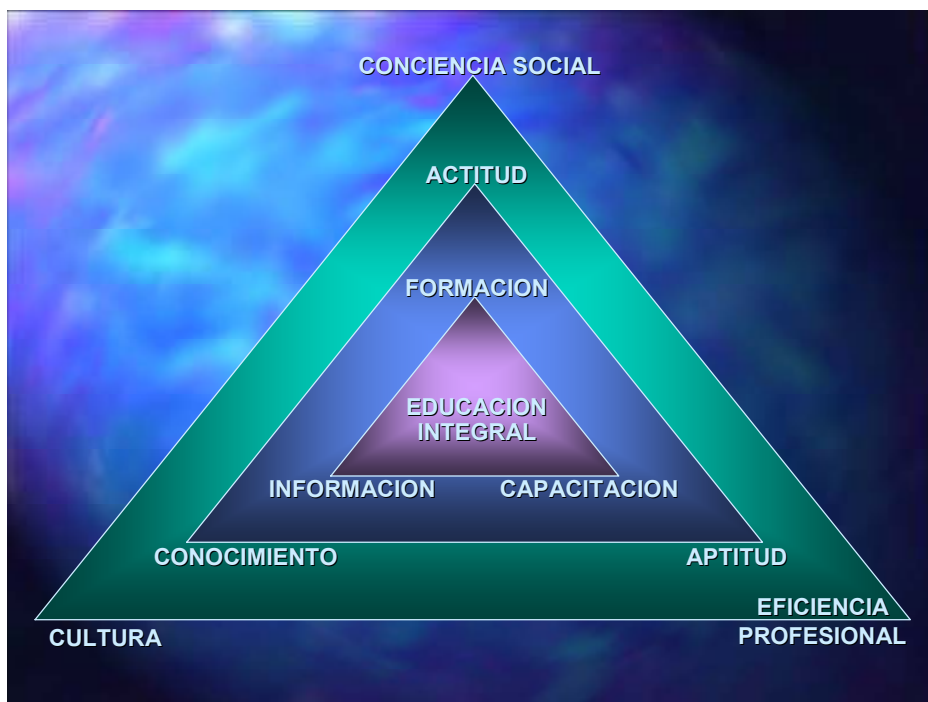 CONCIENCIA SOCIAL
ACTITUD
FORMACION
EDUCACION
INTEGRAL
INFORMACION
CAPACITACION
CONOCIMIENTO
APTITUD
CULTURA
EFICIENCIA
PROFESIONAL